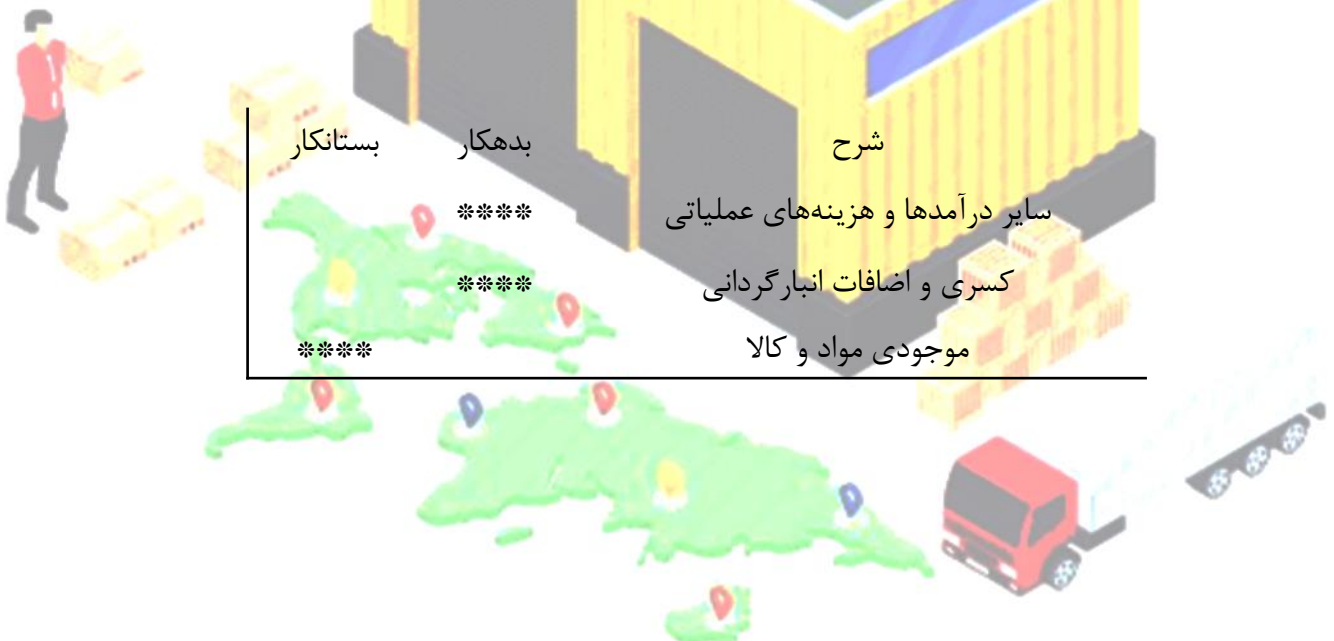 شرح بدهکار بستانکار
سایر درآمدها و هزینه‌های عملیاتی ****
کسری و اضافات انبارگردانی ****
موجودی مواد و کالا ****